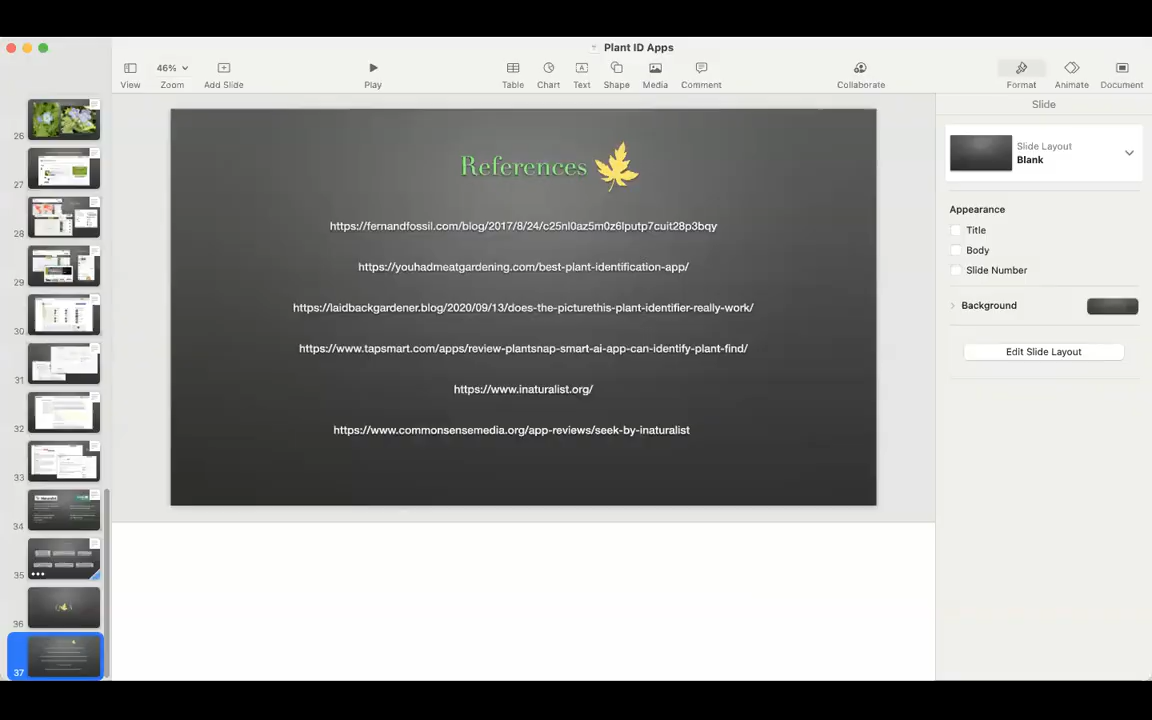 Plant ID Apps
46%
View
Zoom
Add Slide
Play
Table
Chart
Text
Shape
Media
Comment
Collaborate
Format
Animate
Document
26
27
28
29
30
31
32
33
34
35
36
37
References
https://fernandfossil.com/blog/2017/8/24/c25nl0az5m0z6lputp7cuit28p3bqy
https://youhadmeatgardening.com/best-plant-identification-app/
https://laidbackgardener.blog/2020/09/13/does-the-picturethis-plant-identifier-really-work/
https://www.tapsmart.com/apps/review-plantsnap-smart-ai-app-can-identify-plant-find/
https://www.inaturalist.org/
https://www.commonsensemedia.org/app-reviews/seek-by-inaturalist
Slide
Slide Layout
Blank
Appearance
Title
Body
Slide Number
Background
Edit Slide Layout